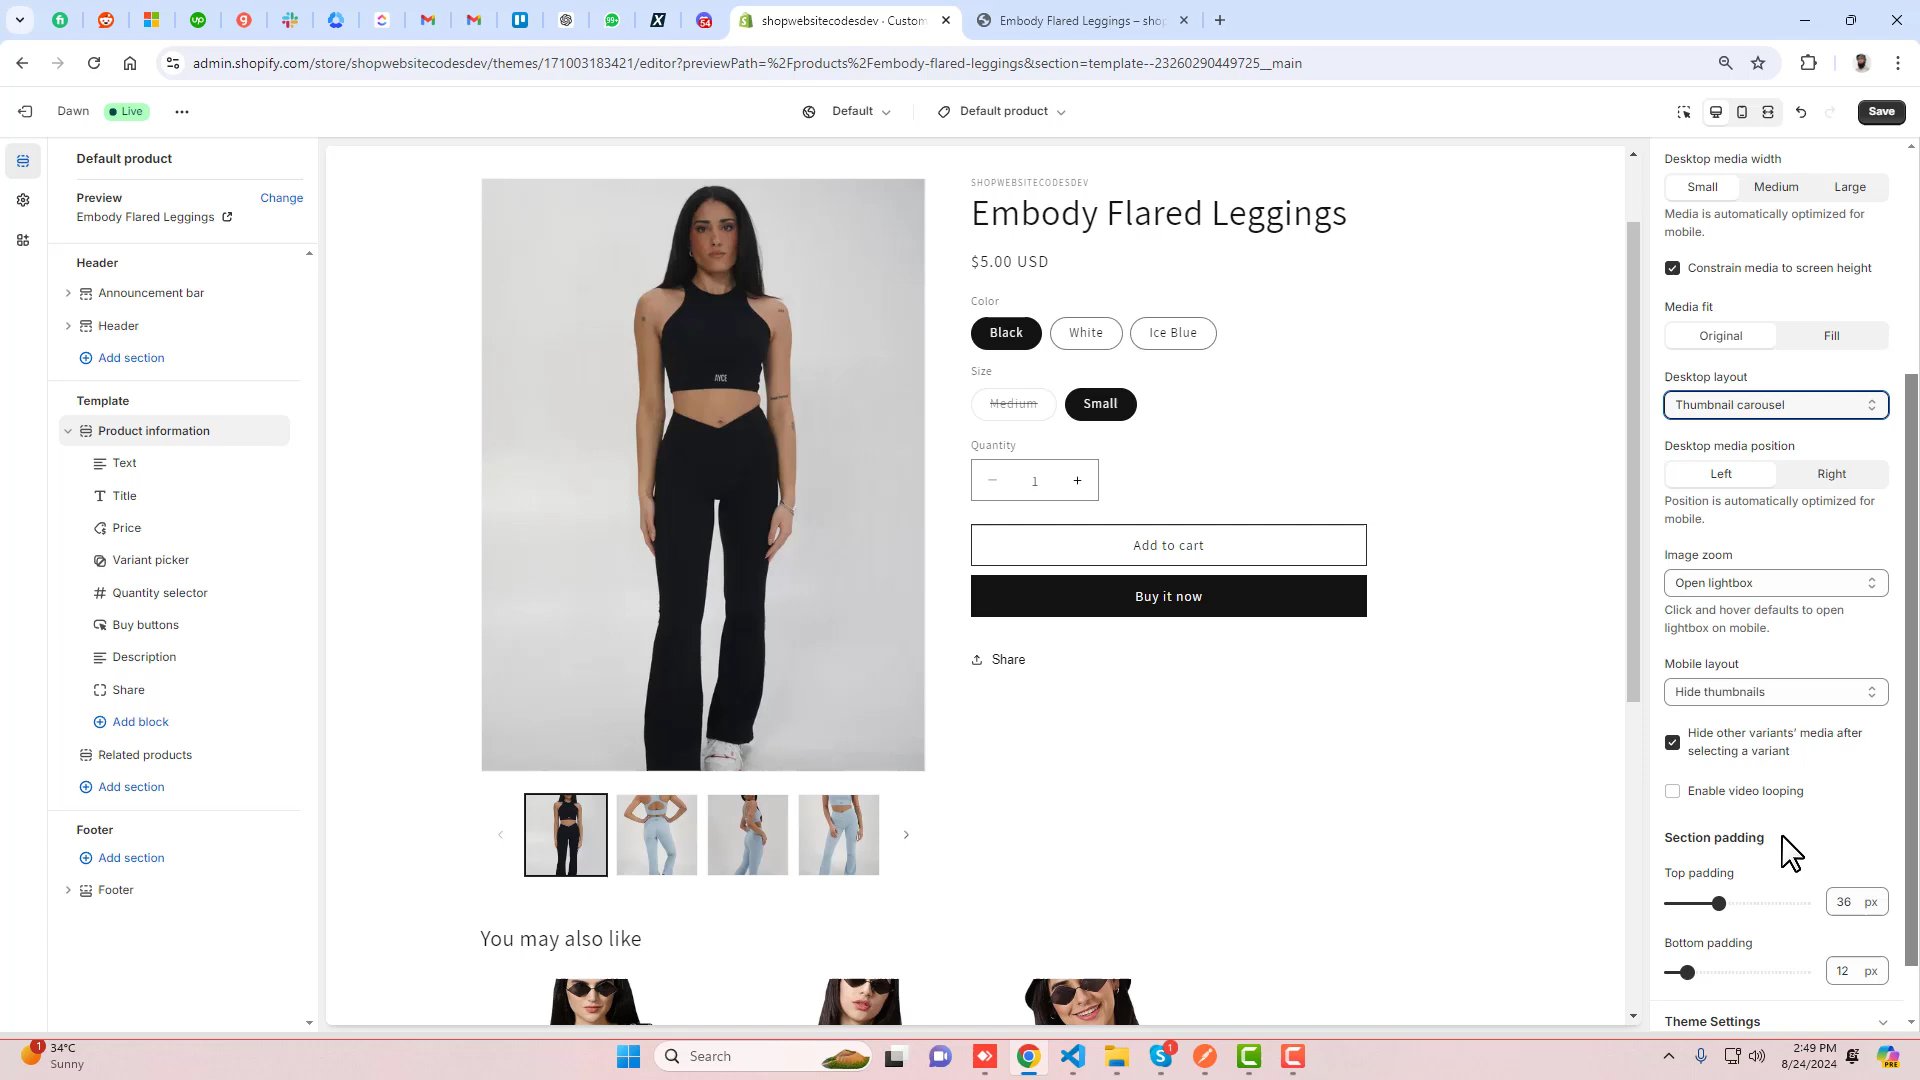 shopwebsitecodesdev · Custom
Embody Flared Leggings – shop
admin.shopify.com/store/shopwebsitecodesdev/themes/171003183421/editor?previewPath=%2Fproducts%2Fembody-flared-leggings&section=template--23260290449725__main
Dawn
Live
Default
Default product
Save
Default product
Preview
Change
Embody Flared Leggings
Header
Announcement bar
Header
Add section
Template
Product information
Text
Title
Price
Variant picker
Quantity selector
Buy buttons
Description
Share
Add block
Related products
Add section
Footer
Add section
Footer
AYCE
SHOPWEBSITECODESDEV
Embody Flared Leggings
$5.00 USD
Color
Black
White
Ice Blue
Size
Medium
Small
Quantity
1
Add to cart
Buy it now
Share
You may also like
Desktop media width
Small
Medium
Large
Media is automatically optimized for
mobile.
Constrain media to screen height
Media fit
Original
Fill
Desktop layout
Thumbnail carousel
Desktop media position
Left
Right
Position is automatically optimized for
mobile.
Image zoom
Open lightbox
Click and hover defaults to open
lightbox on mobile.
Mobile layout
Hide thumbnails
Hide other variants' media after
selecting a variant
Enable video looping
Section padding
Top padding
36 px
Bottom padding
12 px
Theme Settings
1
34°C
Sunny
Search
1
2:49 PM
8/24/2024